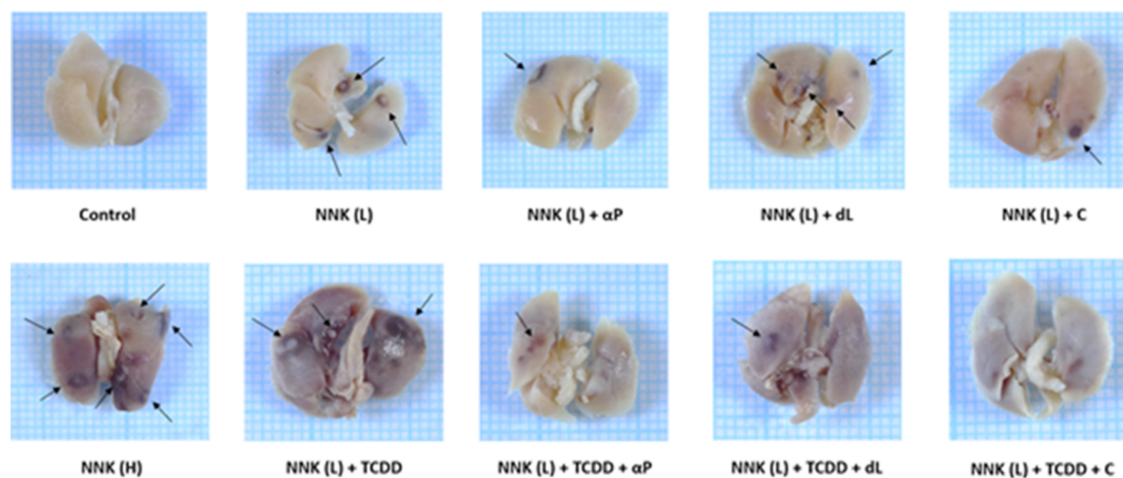 Control
NNK (L)
NNK (L) + αP
NNK (L) + dL
NNK (L) + C
NNK (H)
NNK (L) + TCDD
NNK (L) + TCDD + αP
NNK (L) + TCDD + dL
NNK (L) + TCDD + C